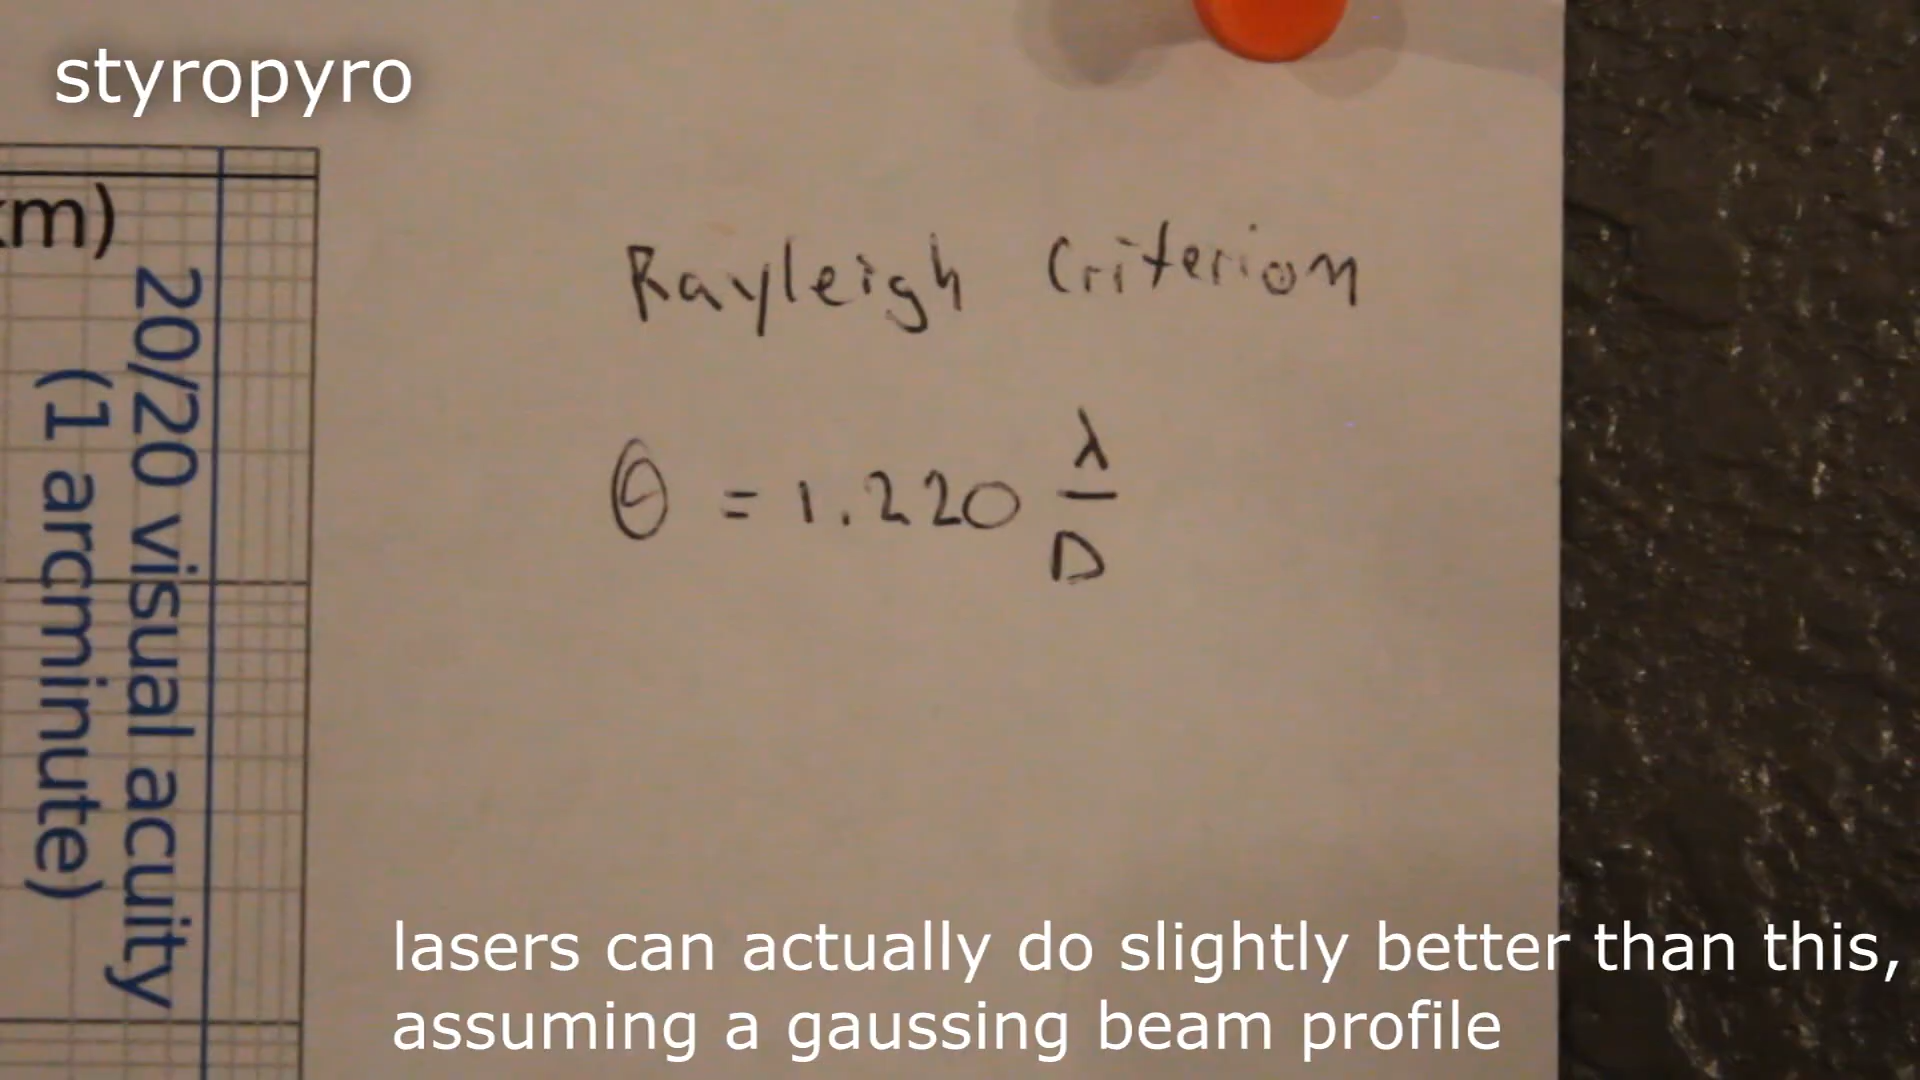 styropyro
km)
20/20 visual acuity
(1 arcminute)
Rayleigh Criterion
θ = 1.220 λ/D
lasers can actually do slightly better than this,
assuming a gaussing beam profile